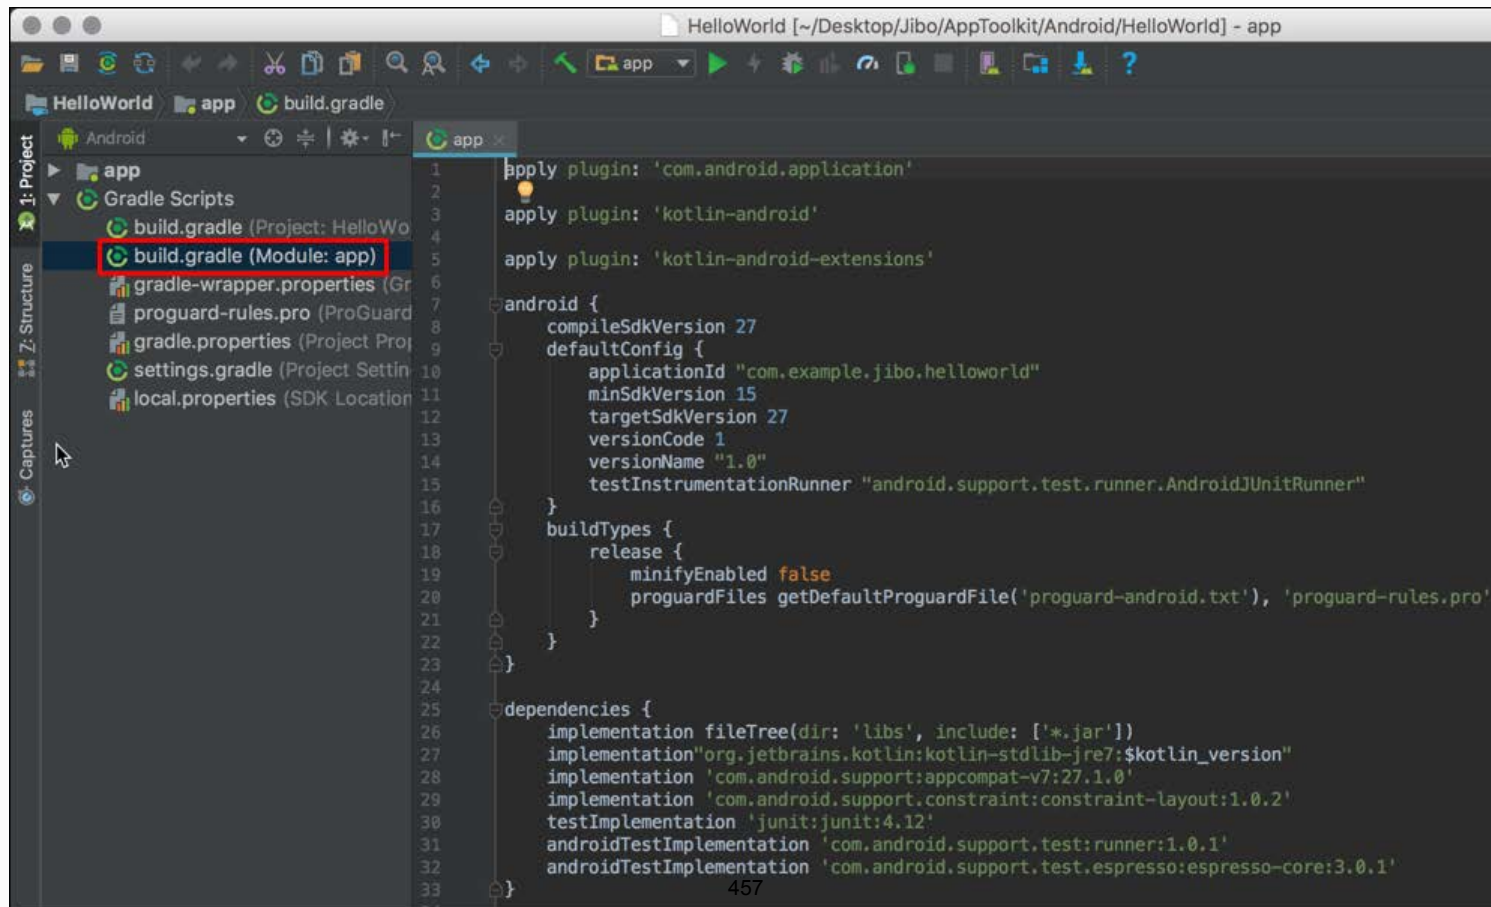 HelloWorld [~/Desktop/Jibo/AppToolkit/Android/HelloWorld] - app
app
?
HelloWorld app build.gradle
Android
app
1: Project
Z: Structure
Captures
app
Gradle Scripts
build.gradle (Project: HelloWo
build.gradle (Module: app)
gradle-wrapper.properties (Gr
proguard-rules.pro (ProGuard
gradle.properties (Project Prop
settings.gradle (Project Settin
local.properties (SDK Location
1 apply plugin: 'com.android.application'
2
3 apply plugin: 'kotlin-android'
4
5 apply plugin: 'kotlin-android-extensions'
6
7 android {
8 compileSdkVersion 27
9 defaultConfig {
10 applicationId "com.example.jibo.helloworld"
11 minSdkVersion 15
12 targetSdkVersion 27
13 versionCode 1
14 versionName "1.0"
15 testInstrumentationRunner "android.support.test.runner.AndroidJUnitRunner"
16 }
17 buildTypes {
18 release {
19 minifyEnabled false
20 proguardFiles getDefaultProguardFile('proguard-android.txt'), 'proguard-rules.pro'
21 }
22 }
23 }
24
25 dependencies {
26 implementation fileTree(dir: 'libs', include: ['*.jar'])
27 implementation"org.jetbrains.kotlin:kotlin-stdlib-jre7:$kotlin_version"
28 implementation 'com.android.support:appcompat-v7:27.1.0'
29 implementation 'com.android.support.constraint:constraint-layout:1.0.2'
30 testImplementation 'junit:junit:4.12'
31 androidTestImplementation 'com.android.support.test:runner:1.0.1'
32 androidTestImplementation 'com.android.support.test.espresso:espresso-core:3.0.1'
33 }
457